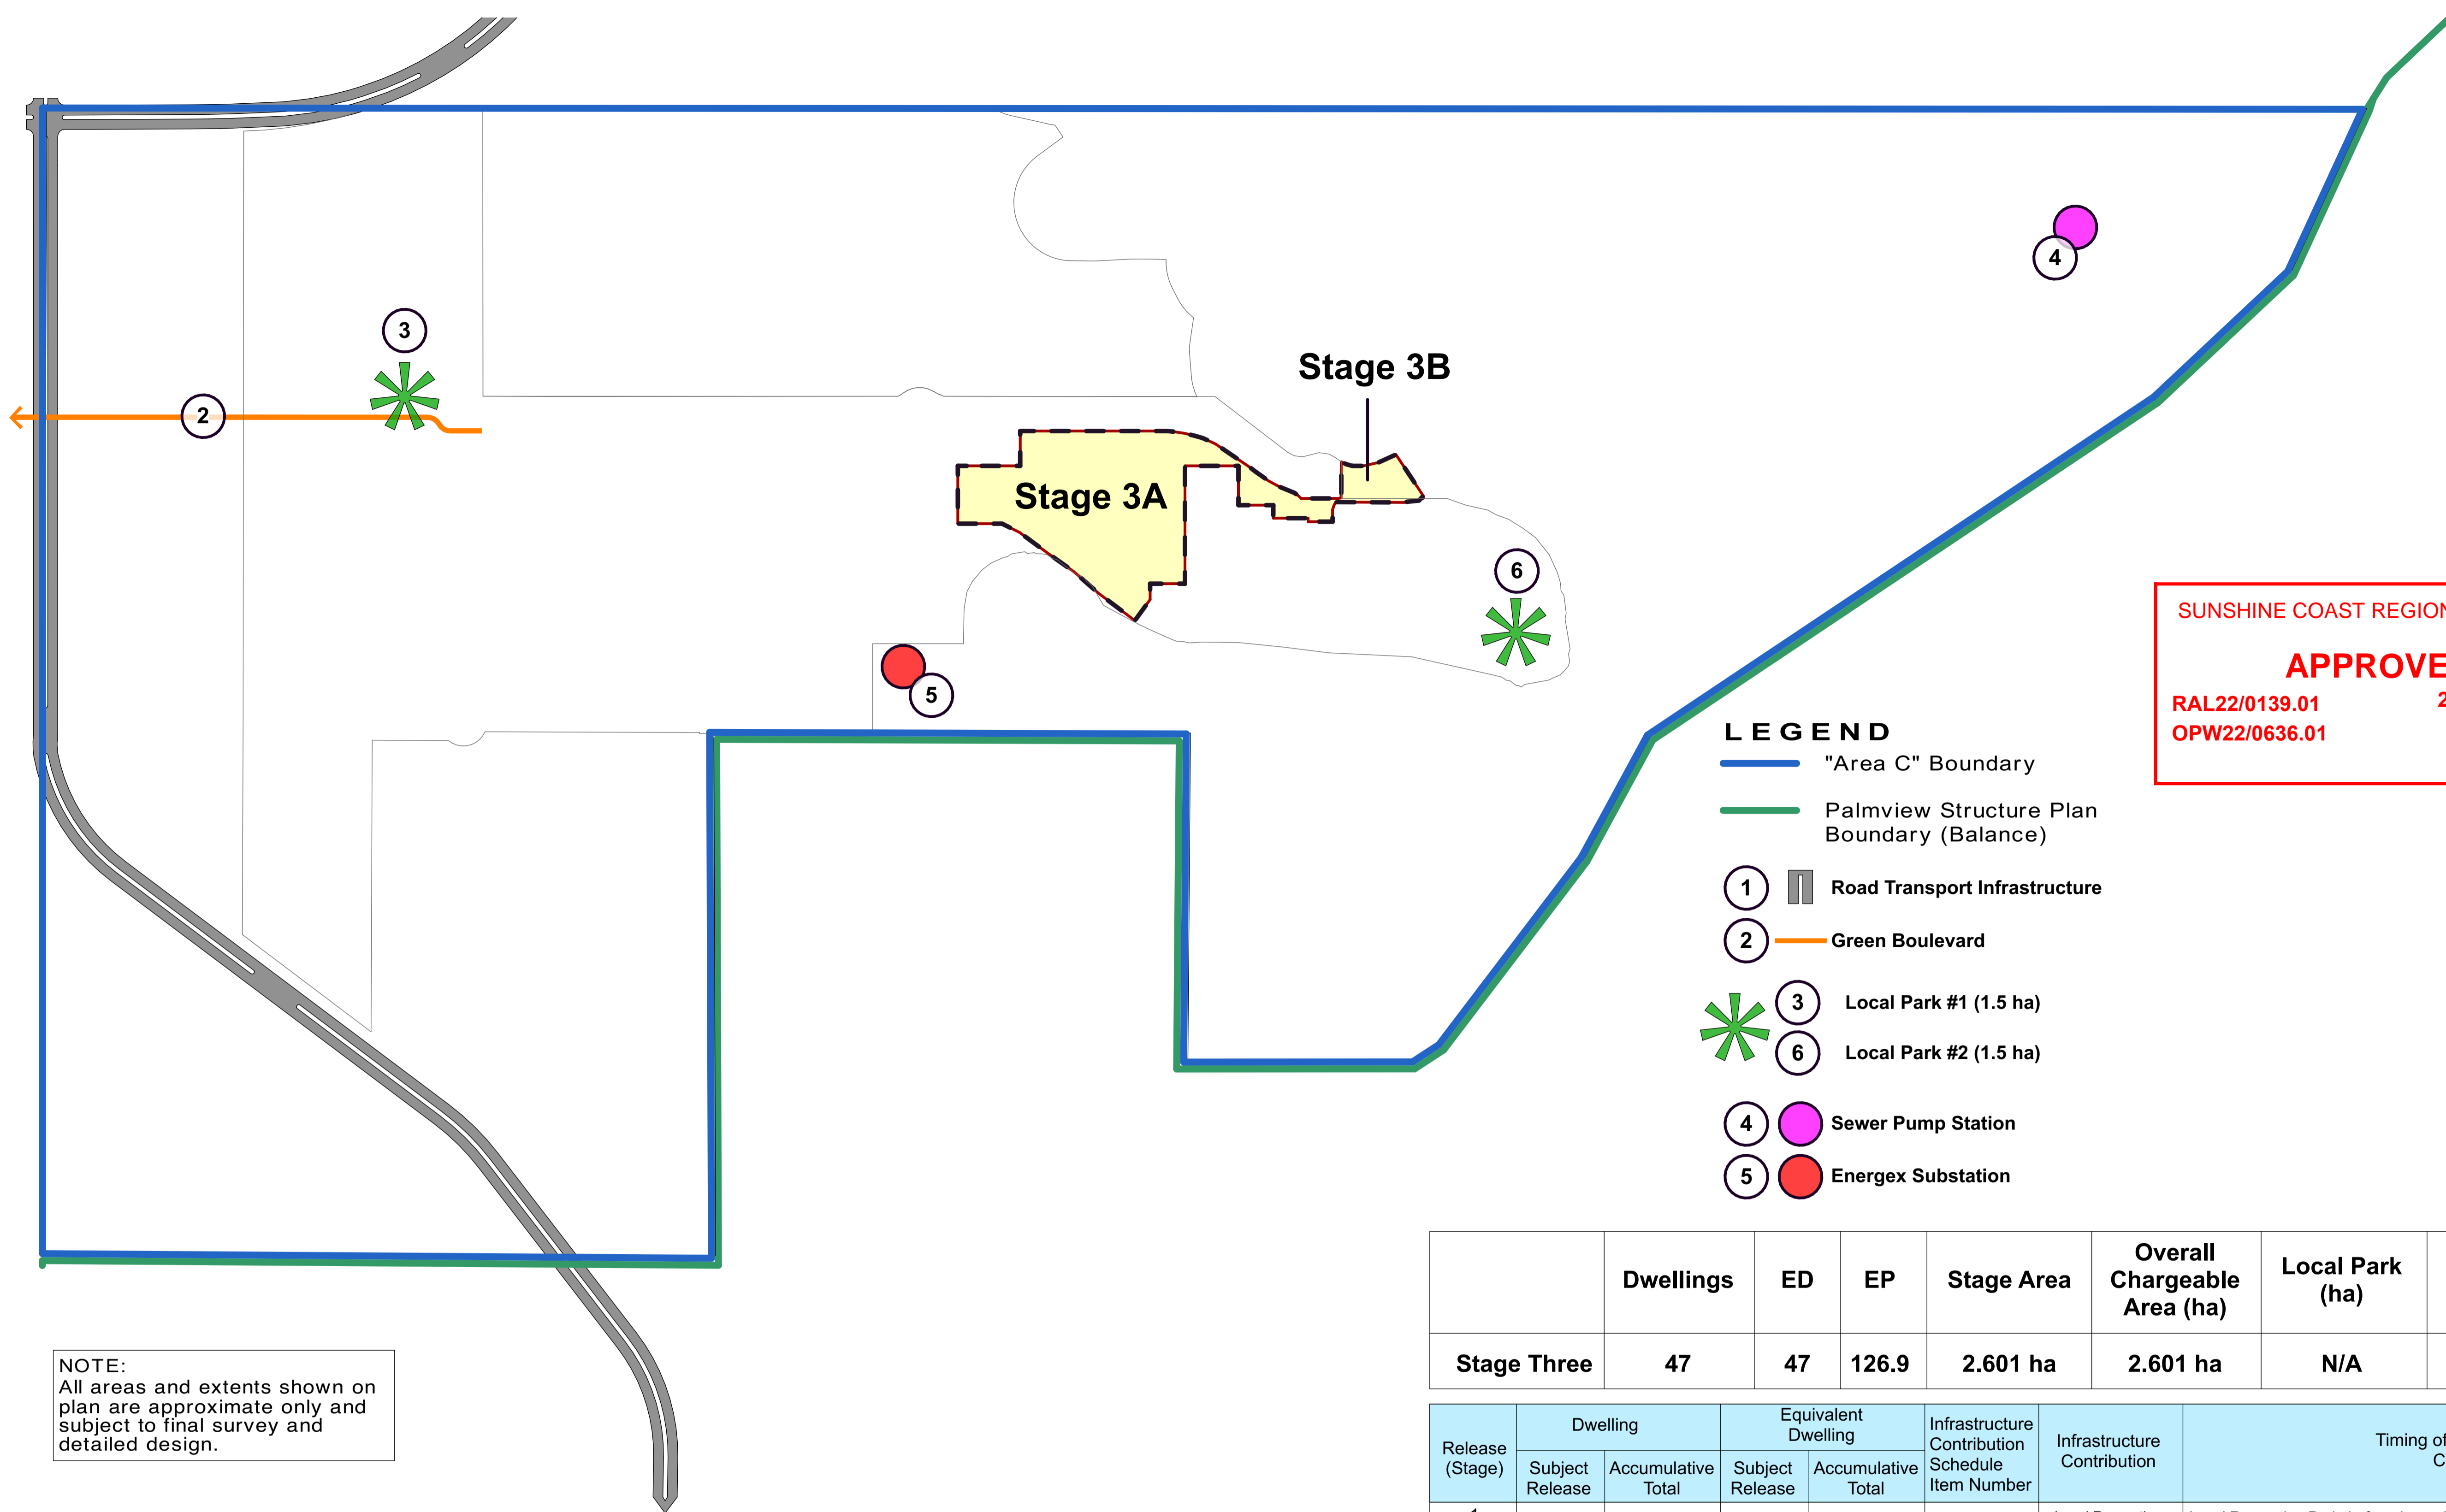 3
4
Stage 3B
2
Stage 3A
6
5
SUNSHINE COAST REGION
APPROVE
RAL22/0139.01
OPW22/0636.01
LEGEND
"Area C" Boundary
Palmview Structure Plan
Boundary (Balance)
1 Road Transport Infrastructure
2 Green Boulevard
3 Local Park #1 (1.5 ha)
6 Local Park #2 (1.5 ha)
4 Sewer Pump Station
5 Energex Substation
Dwellings ED EP Stage Area Overall Chargeable Area (ha) Local Park (ha)
Stage Three 47 47 126.9 2.601 ha 2.601 ha N/A
NOTE:
All areas and extents shown on
plan are approximate only and
subject to final survey and
detailed design.
Release (Stage) Dwelling Equivalent Dwelling Infrastructure Contribution Schedule Item Number Infrastructure Contribution Timing of
Subject Release Accumulative Total Subject Release Accumulative Total